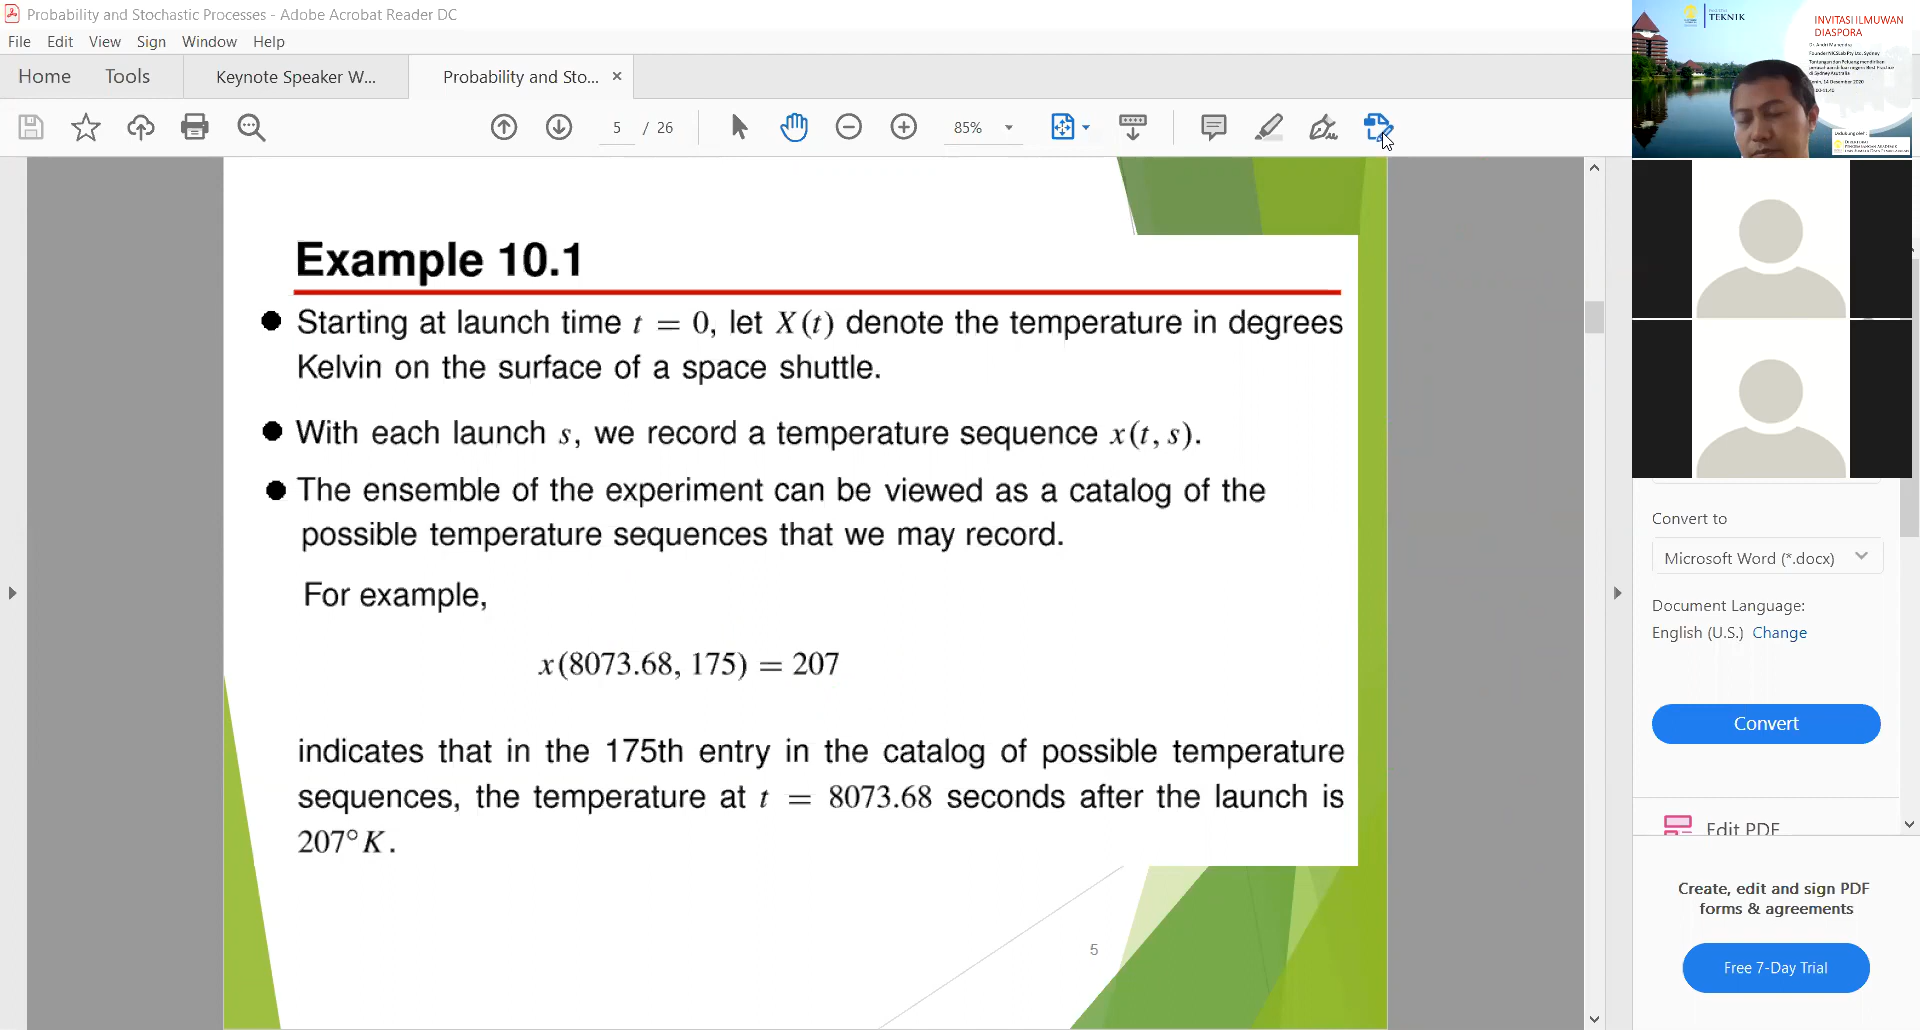 Probability and Stochastic Processes - Adobe Acrobat Reader DC
File Edit View Sign Window Help
Home Tools Keynote Speaker W... Probability and Sto... ×
5 / 26 85%
Example 10.1
● Starting at launch time t = 0, let X(t) denote the temperature in degrees
Kelvin on the surface of a space shuttle.
● With each launch s, we record a temperature sequence x(t, s).
● The ensemble of the experiment can be viewed as a catalog of the
possible temperature sequences that we may record.
For example,
x(8073.68, 175) = 207
indicates that in the 175th entry in the catalog of possible temperature
sequences, the temperature at t = 8073.68 seconds after the launch is
207°K.
5
TEKNIK
INVITASI ILMUWAN
DIASPORA
Convert to
Microsoft Word (*.docx)
Document Language:
English (U.S.) Change
Convert
Edit PDF
Create, edit and sign PDF
forms & agreements
Free 7-Day Trial